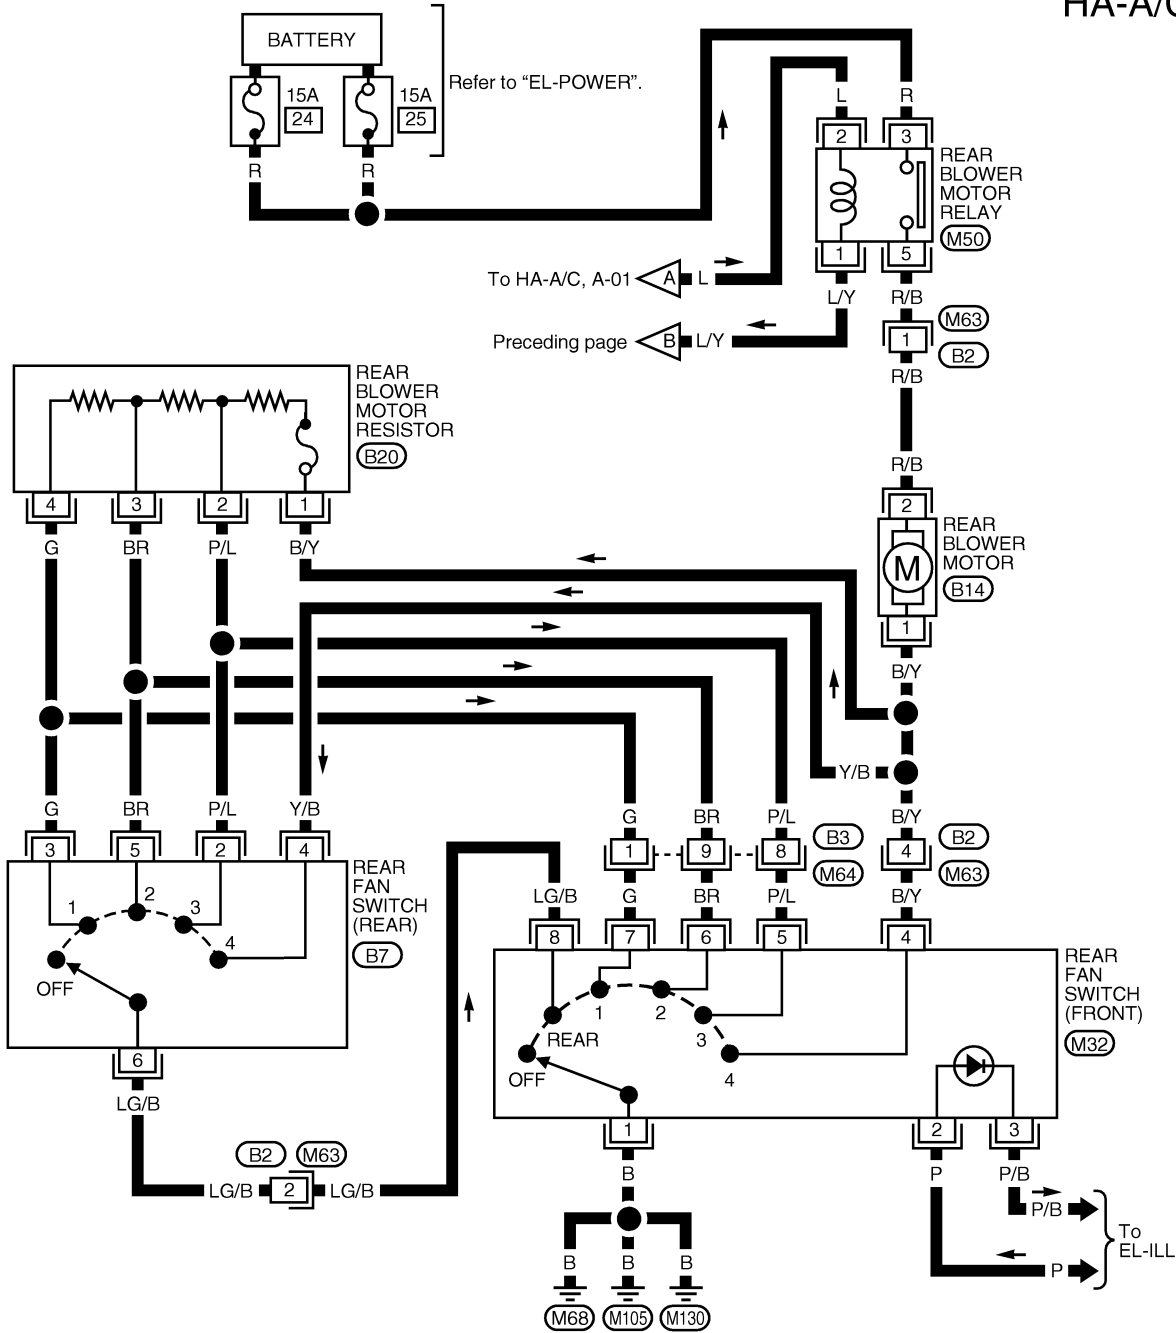 HA-A/C
BATTERY
15A
24
15A
25
Refer to “EL-POWER”.
R
R
L
R
2
3
REAR
BLOWER
MOTOR
RELAY
M50
1
5
To HA-A/C, A-01
A
L
L/Y
R/B
Preceding page
B
L/Y
M63
1
B2
R/B
REAR
BLOWER
MOTOR
RESISTOR
B20
4
3
2
1
G
BR
P/L
B/Y
R/B
2
REAR
BLOWER
MOTOR
M
B14
1
B/Y
Y/B
G
BR
P/L
Y/B
G
BR
P/L
B/Y
3
5
2
4
1
9
8
B3
M64
4
B2
M63
REAR
FAN
SWITCH
(REAR)
B7
1
2
3
4
OFF
6
LG/B
LG/B
G
BR
P/L
B/Y
8
7
6
5
4
REAR
FAN
SWITCH
(FRONT)
M32
REAR
1
2
3
4
OFF
1
2
3
B2
M63
LG/B
2
LG/B
B
P
P/B
P/B
P
To
EL-ILL
B
B
B
M68
M105
M130